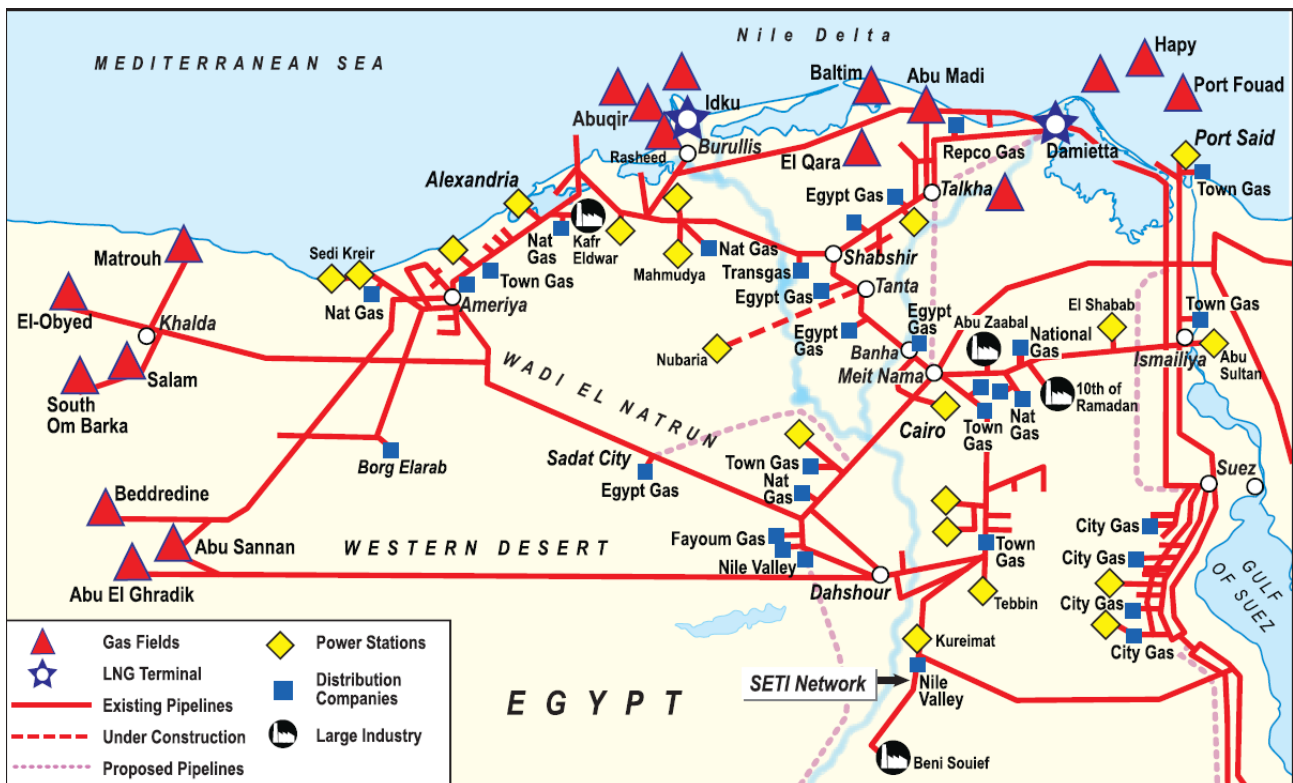 Nile Delta
MEDITERRANEAN SEA
Hapy
Baltim
Abu Madi
Port Fouad
Idku
Abuqir
Rasheed
Burullis
El Qara
Repco Gas
Damietta
Port Said
Town Gas
Alexandria
Egypt Gas
Talkha
Nat
Gas
Kafr
Eldwar
Matrouh
Sedi Kreir
Mahmudya
Nat Gas
Transgas
Shabshir
Town Gas
Egypt Gas
Tanta
El-Obyed
Khalda
Nat Gas
Ameriya
El Shabab
Town Gas
Egypt
Gas
Egypt
Gas
Abu Zaabal
National
Gas
Nubaria
Banha
Meit Nama
Ismailiya
Abu
Sultan
Salam
South
Om Barka
WADI EL NATRUN
10th of
Ramadan
Cairo
Town
Gas
Nat
Gas
Borg Elarab
Sadat City
Egypt Gas
Town Gas
Nat
Gas
Suez
Beddredine
Abu Sannan
WESTERN DESERT
Fayoum Gas
Nile Valley
Town
Gas
City Gas
City Gas
Abu El Ghradik
Dahshour
Tebbin
City Gas
City Gas
GULF
OF SUEZ
Kureimat
SETI Network
Nile
Valley
EGYPT
Beni Souief
Gas Fields
Power Stations
LNG Terminal
Distribution
Companies
Existing Pipelines
Under Construction
Large Industry
Proposed Pipelines